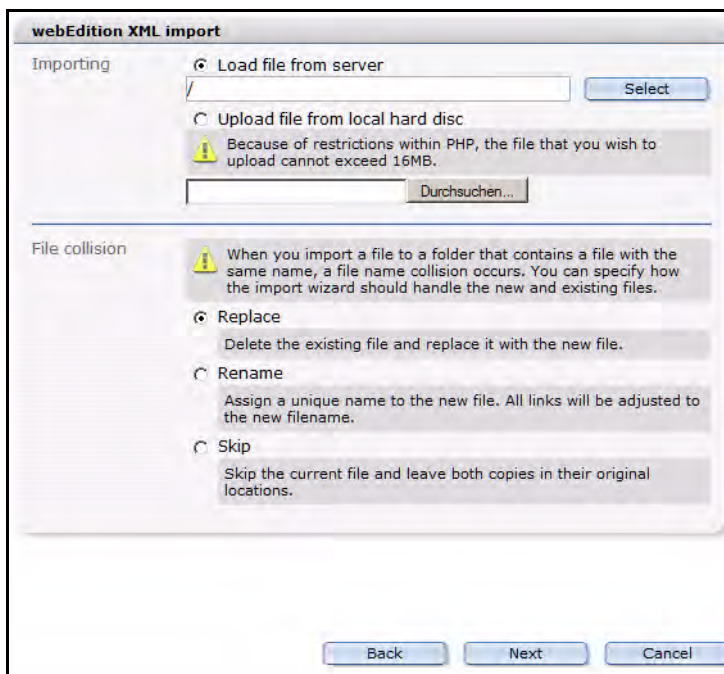 webEdition XML import
Importing
Load file from server
/
Select
Upload file from local hard disc
Because of restrictions within PHP, the file that you wish to
upload cannot exceed 16MB.
Durchsuchen...
File collision
When you import a file to a folder that contains a file with the
same name, a file name collision occurs. You can specify how
the import wizard should handle the new and existing files.
Replace
Delete the existing file and replace it with the new file.
Rename
Assign a unique name to the new file. All links will be adjusted to
the new filename.
Skip
Skip the current file and leave both copies in their original
locations.
Back
Next
Cancel